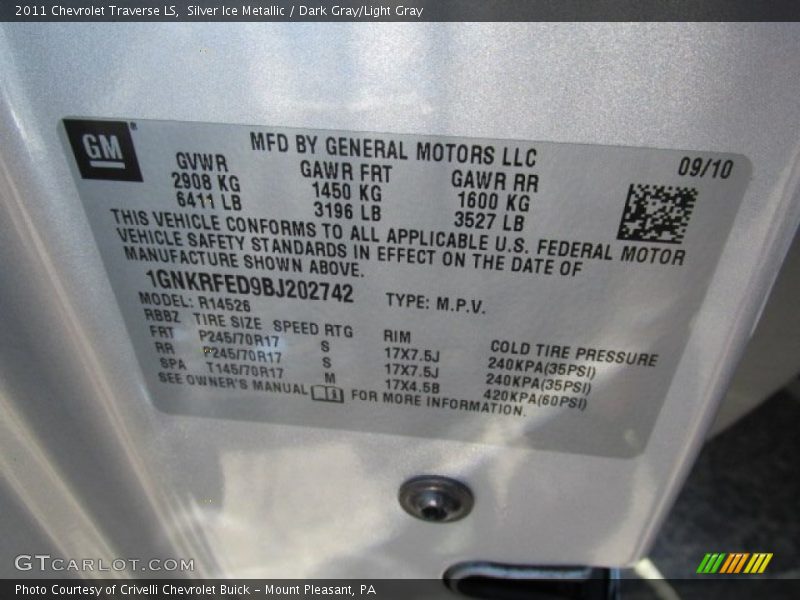 2011 Chevrolet Traverse LS, Silver Ice Metallic / Dark Gray/Light Gray
GM®
MFD BY GENERAL MOTORS LLC
09/10
GVWR GAWR FRT GAWR RR
2908 KG 1450 KG 1600 KG
6411 LB 3196 LB 3527 LB
THIS VEHICLE CONFORMS TO ALL APPLICABLE U.S. FEDERAL MOTOR
VEHICLE SAFETY STANDARDS IN EFFECT ON THE DATE OF
MANUFACTURE SHOWN ABOVE.
1GNKRFED9BJ202742 TYPE: M.P.V.
MODEL: R14526
RBBZ TIRE SIZE SPEED RTG RIM COLD TIRE PRESSURE
FRT P245/70R17 S 17X7.5J 240KPA(35PSI)
RR P245/70R17 S 17X7.5J 240KPA(35PSI)
SPA T145/70R17 M 17X4.5B 420KPA(60PSI)
SEE OWNER'S MANUAL FOR MORE INFORMATION.
GTCARLOT.COM
Photo Courtesy of Crivelli Chevrolet Buick - Mount Pleasant, PA